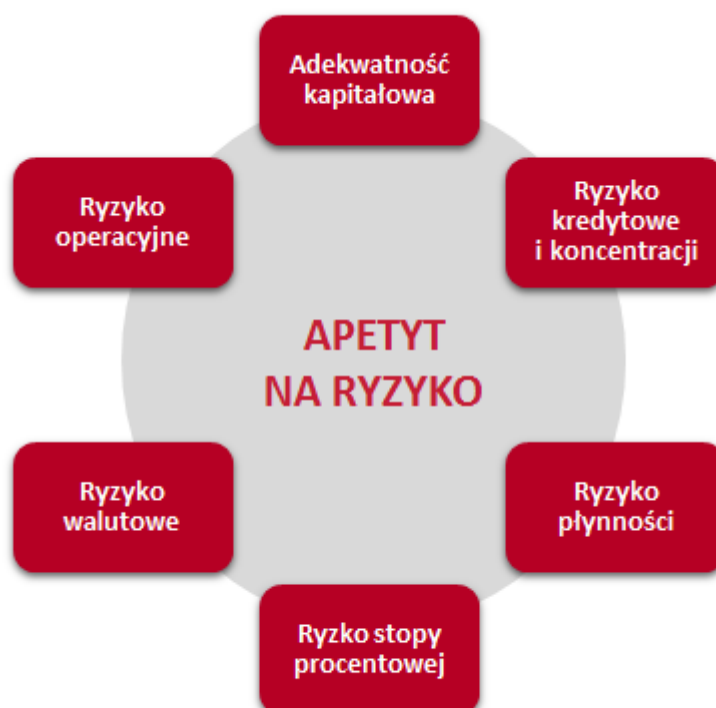 Adekwatność
kapitałowa
Ryzyko
operacyjne
Ryzyko
kredytowe
i koncentracji
APETYT
NA RYZYKO
Ryzyko
walutowe
Ryzyko
płynności
Ryzko stopy
procentowej